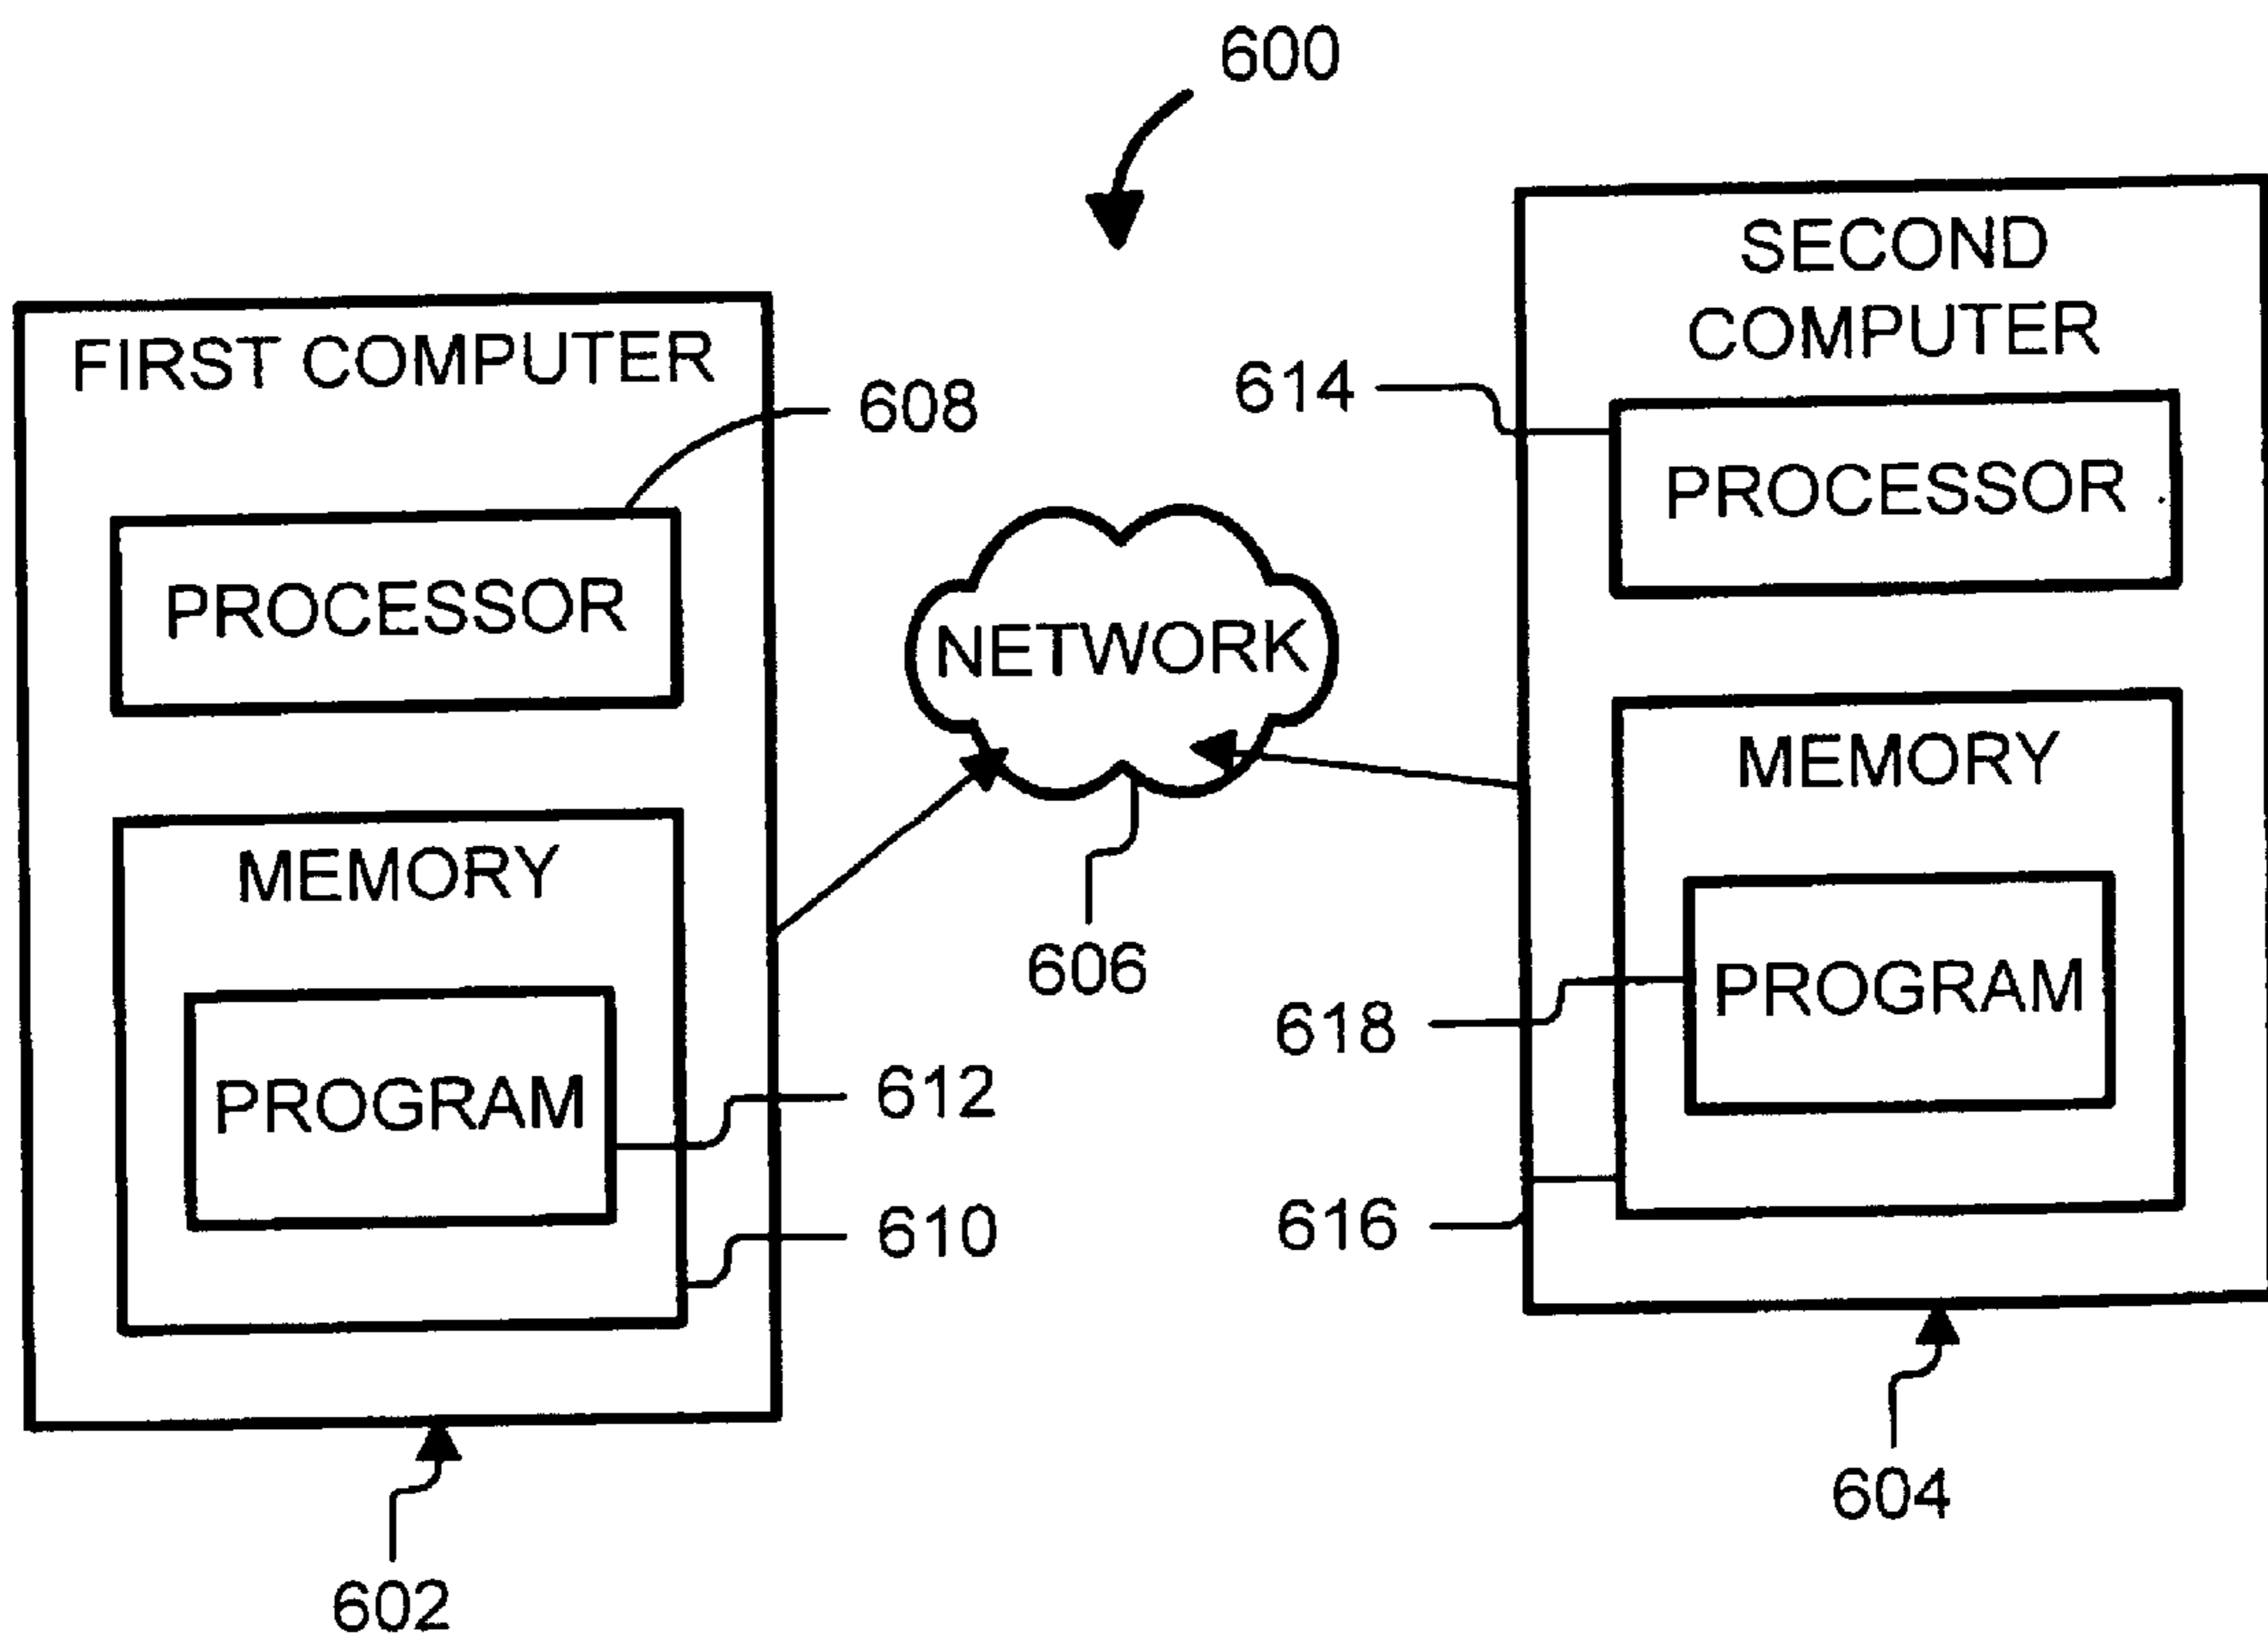 600
FIRST COMPUTER
608
PROCESSOR
MEMORY
PROGRAM
612
610
602
NETWORK
606
SECOND
COMPUTER
614
PROCESSOR
MEMORY
PROGRAM
618
616
604